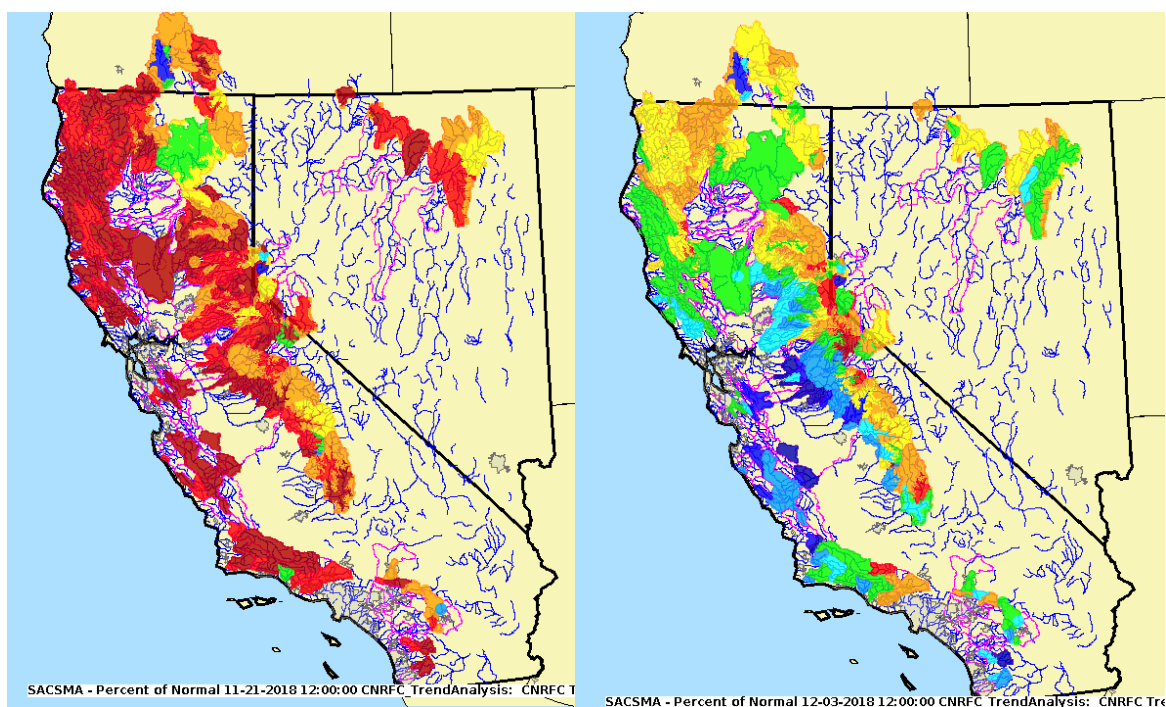 SACSMA - Percent of Normal 11-21-2018 12:00:00 CNRFC_TrendAnalysis: CNRFC T
SACSMA - Percent of Normal 12-03-2018 12:00:00 CNRFC_TrendAnalysis: CNRFC Tre